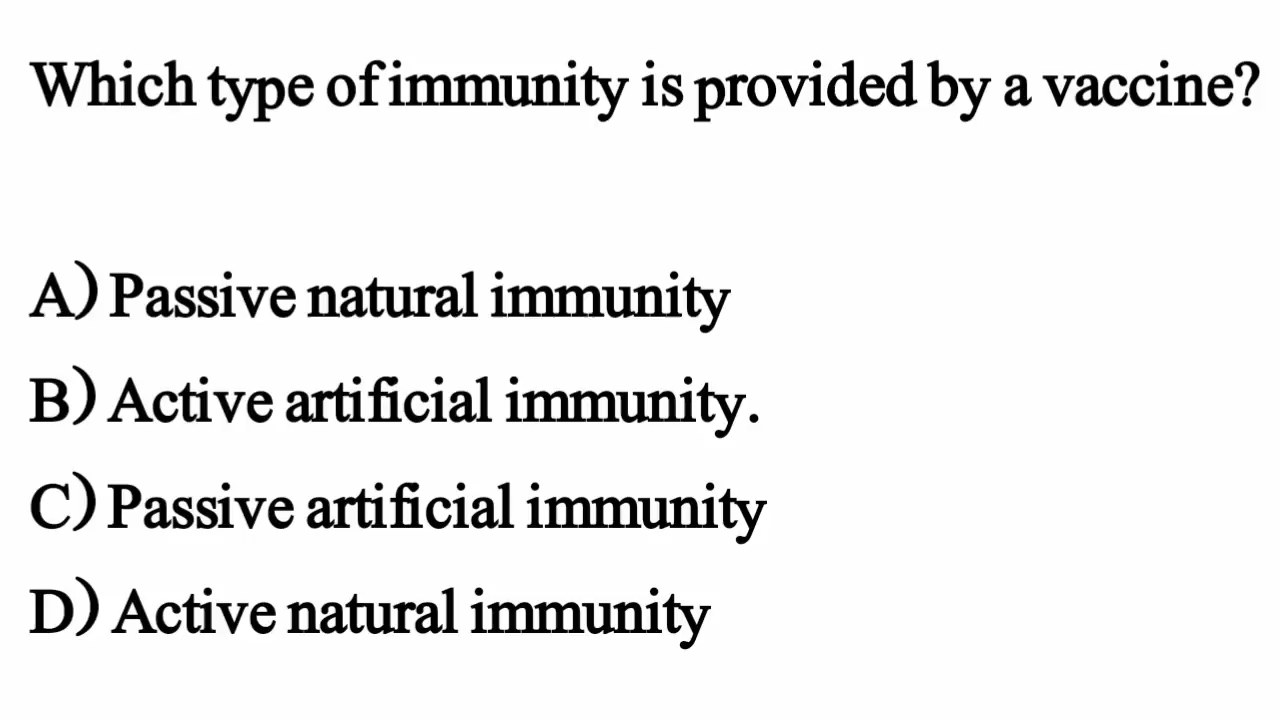 Which type of immunity is provided by a vaccine?
A) Passive natural immunity
B) Active artificial immunity.
C) Passive artificial immunity
D) Active natural immunity